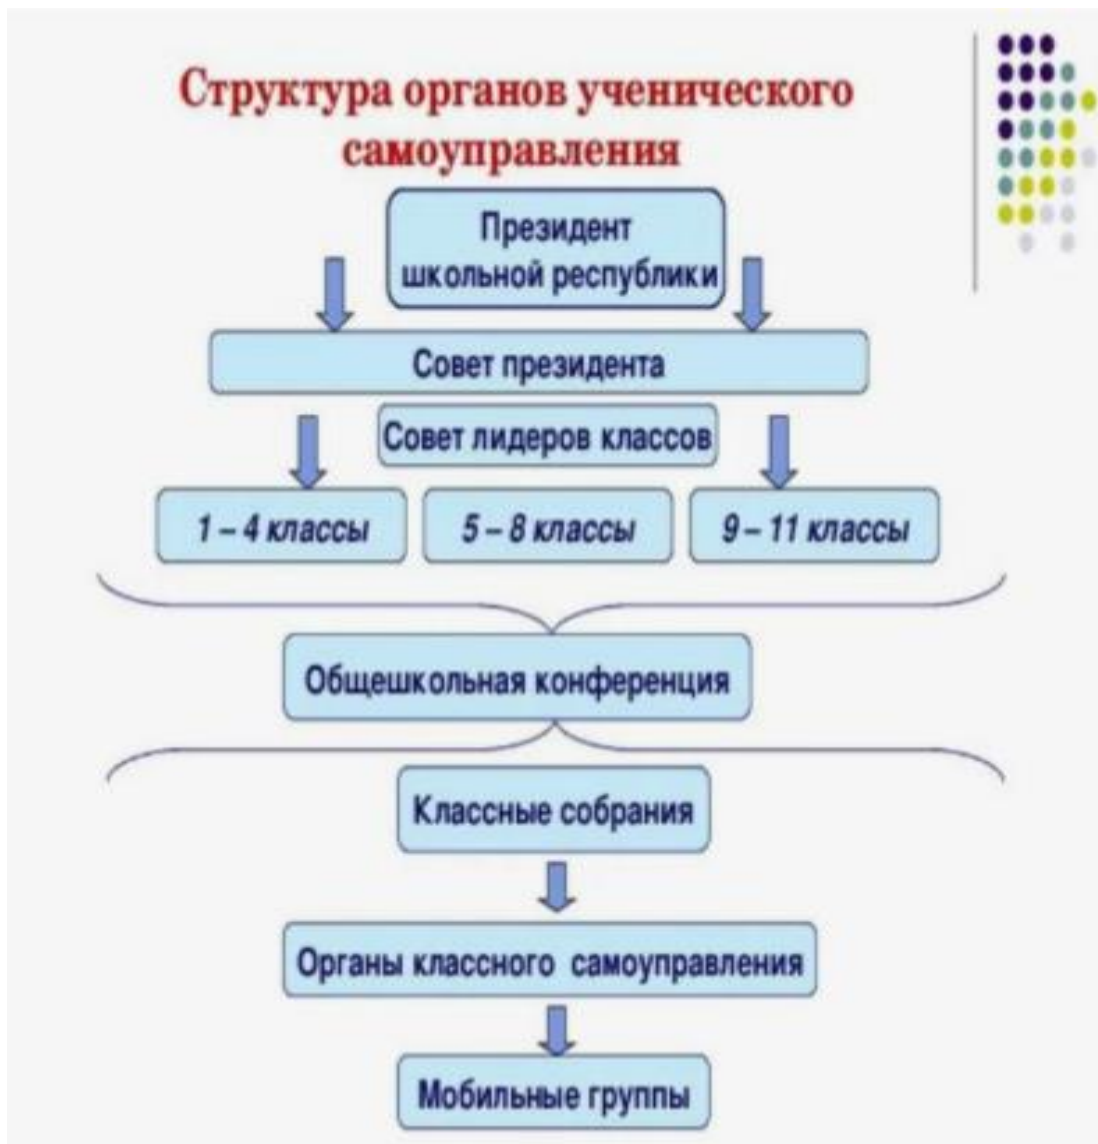 Структура органов ученического
самоуправления
Президент
школьной республики
Совет президента
Совет лидеров классов
1 – 4 классы
5 – 8 классы
9 – 11 классы
Общешкольная конференция
Классные собрания
Органы классного самоуправления
Мобильные группы